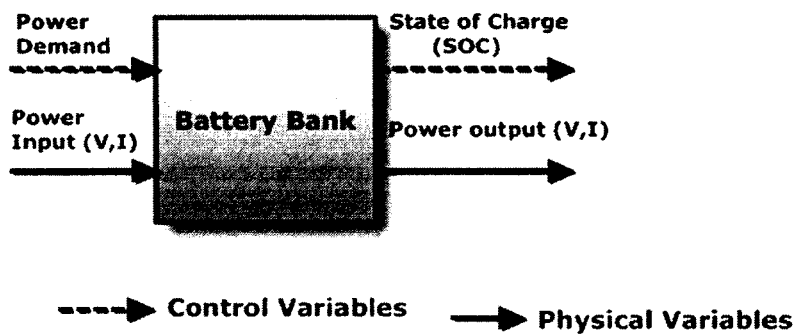 Power
Demand
State of Charge
(SOC)
Power
Input (V,I)
Battery Bank
Power output (V,I)
Control Variables
Physical Variables